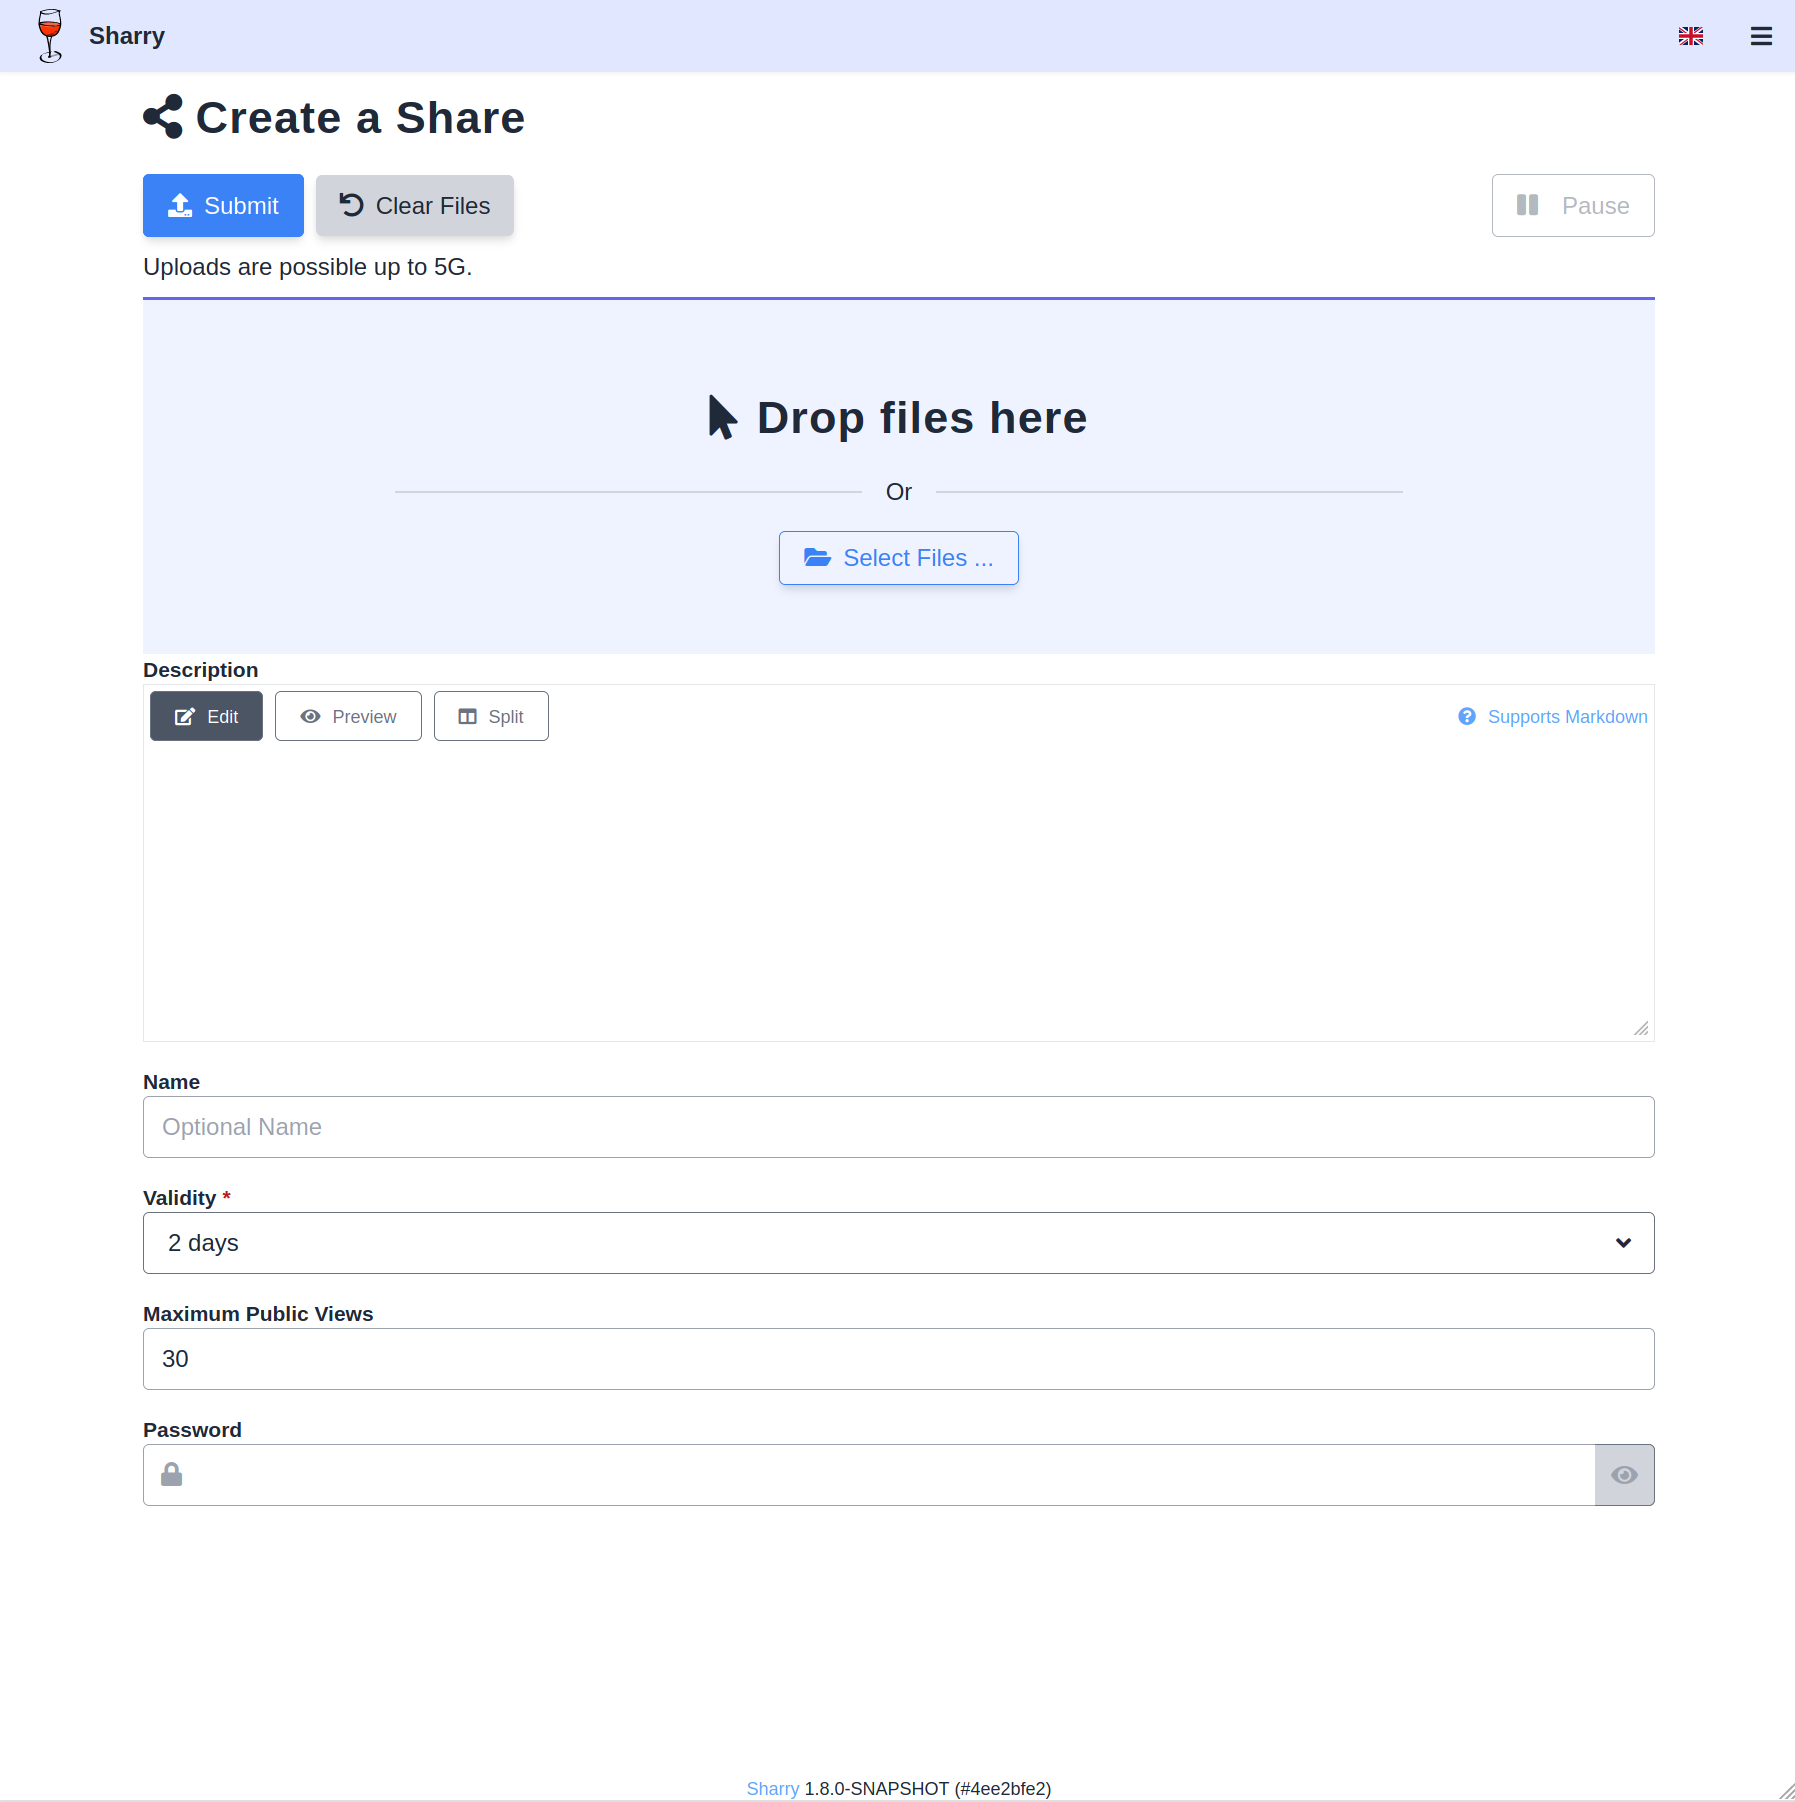 Sharry
Create a Share
Submit Clear Files Pause
Uploads are possible up to 5G.
Drop files here
Or
Select Files ...
Description
Edit Preview Split Supports Markdown
Name
Optional Name
Validity *
2 days
Maximum Public Views
30
Password
Sharry 1.8.0-SNAPSHOT (#4ee2bfe2)